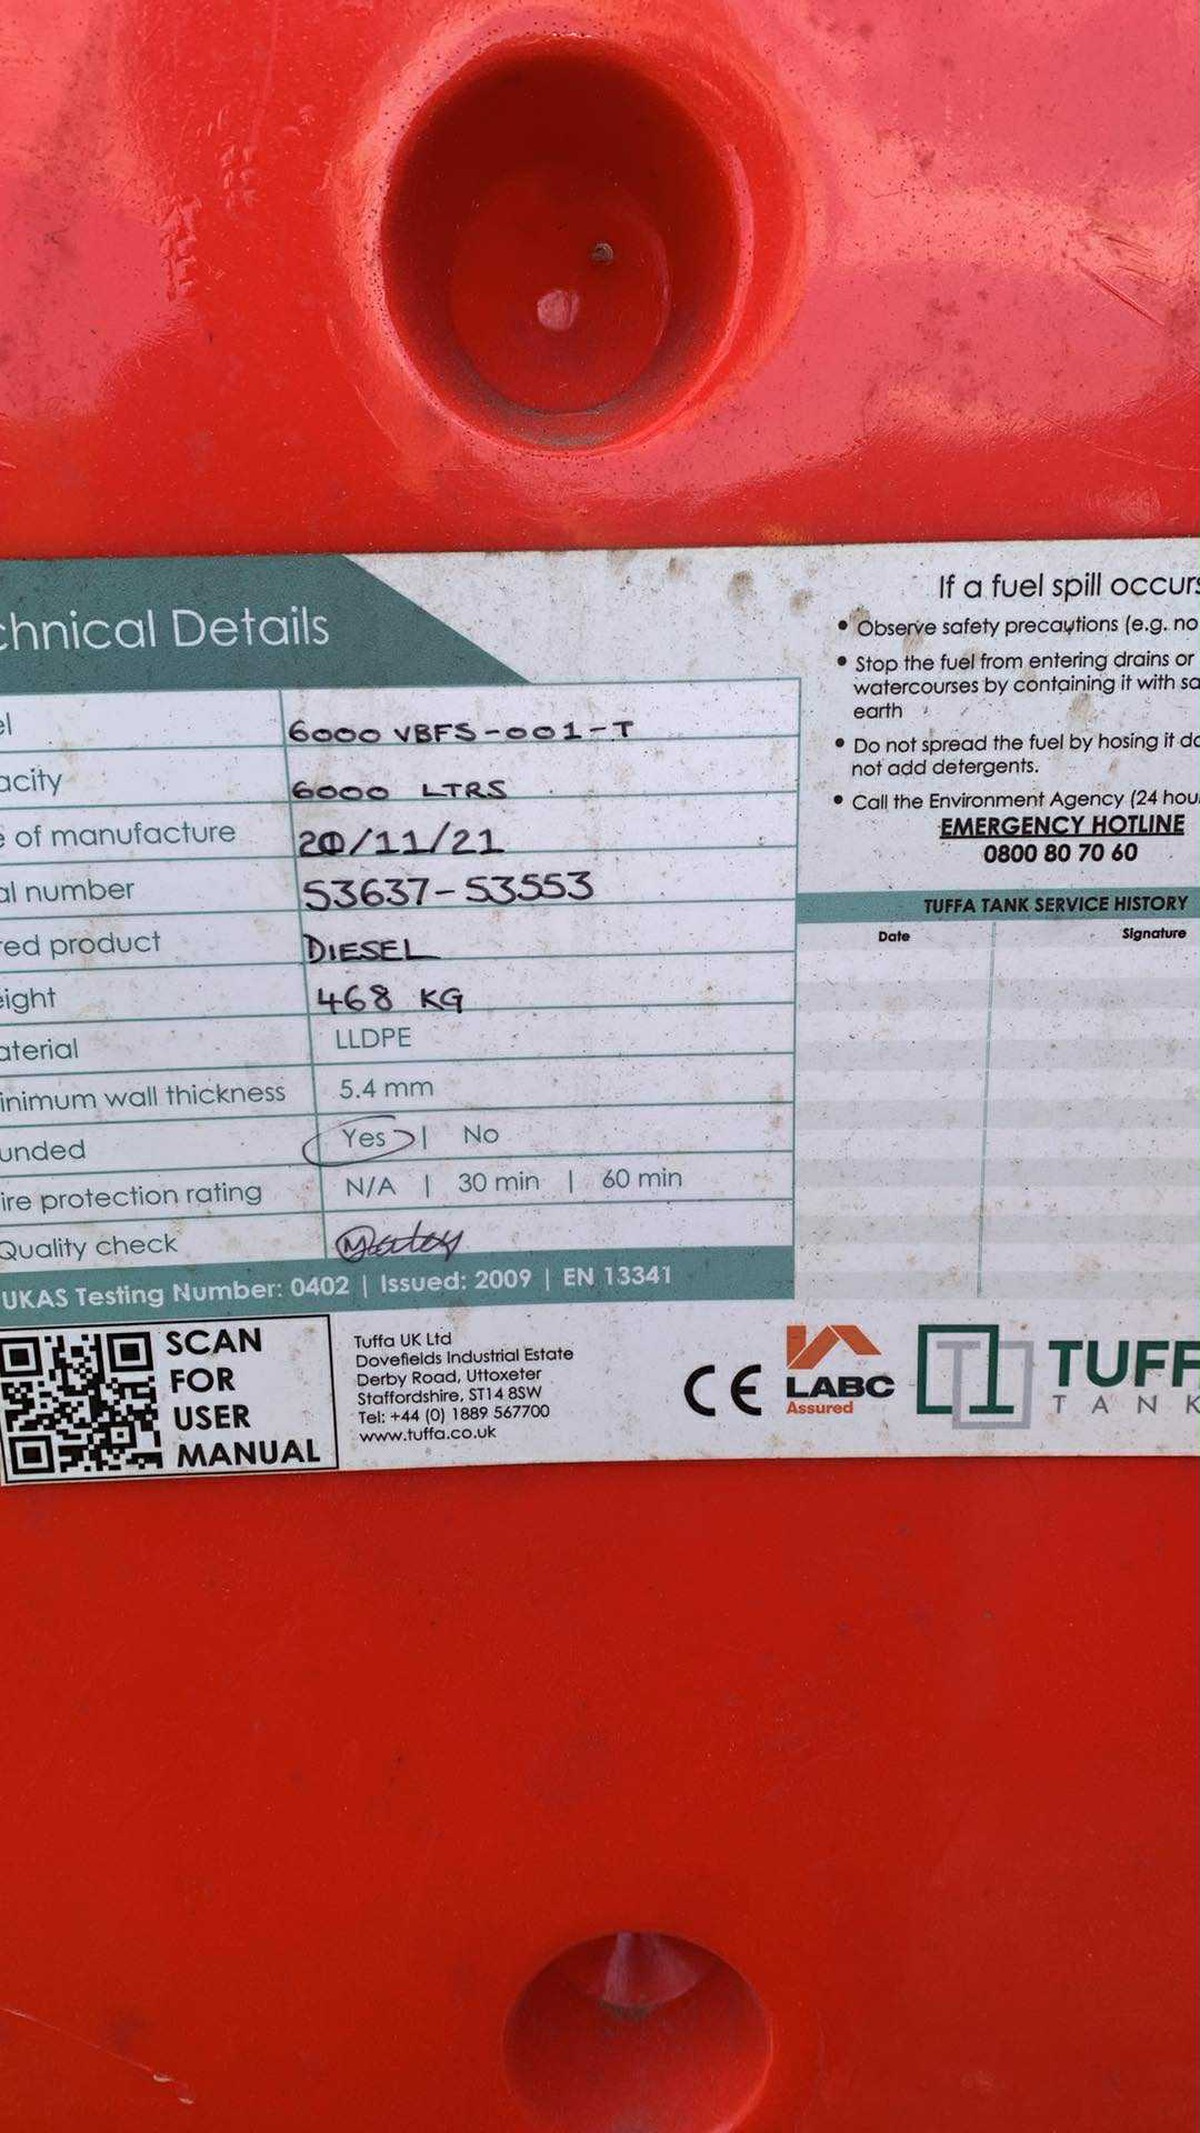 chnical Details
el 6000 VBFS-001-T
acity 6000 LTRS
e of manufacture 20/11/21
al number 53637-53553
red product DIESEL
eight 468 KG
aterial LLDPE
inimum wall thickness 5.4 mm
unded Yes | No
ire protection rating N/A | 30 min | 60 min
Quality check
UKAS Testing Number: 0402 | Issued: 2009 | EN 13341
If a fuel spill occurs
• Observe safety precautions (e.g. no
• Stop the fuel from entering drains or
watercourses by containing it with sa
earth
• Do not spread the fuel by hosing it do
not add detergents.
• Call the Environment Agency (24 hou
EMERGENCY HOTLINE
0800 80 70 60
TUFFA TANK SERVICE HISTORY
Date Signature
SCAN
FOR
USER
MANUAL
Tuffa UK Ltd
Dovefields Industrial Estate
Derby Road, Uttoxeter
Staffordshire, ST14 8SW
Tel: +44 (0) 1889 567700
www.tuffa.co.uk
CE
LABC
Assured
TUFF
TANK